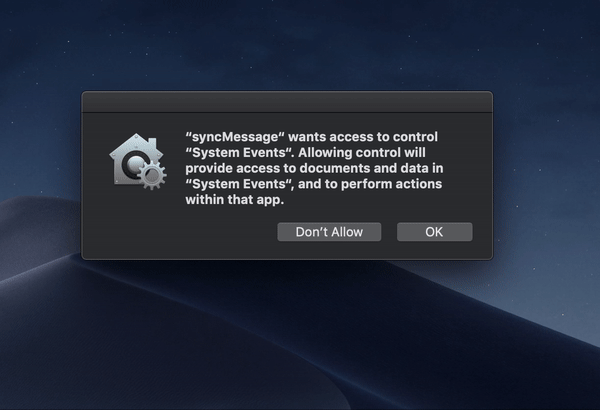 “syncMessage“ wants access to control
“System Events“. Allowing control will
provide access to documents and data in
“System Events“, and to perform actions
within that app.
Don’t Allow
OK